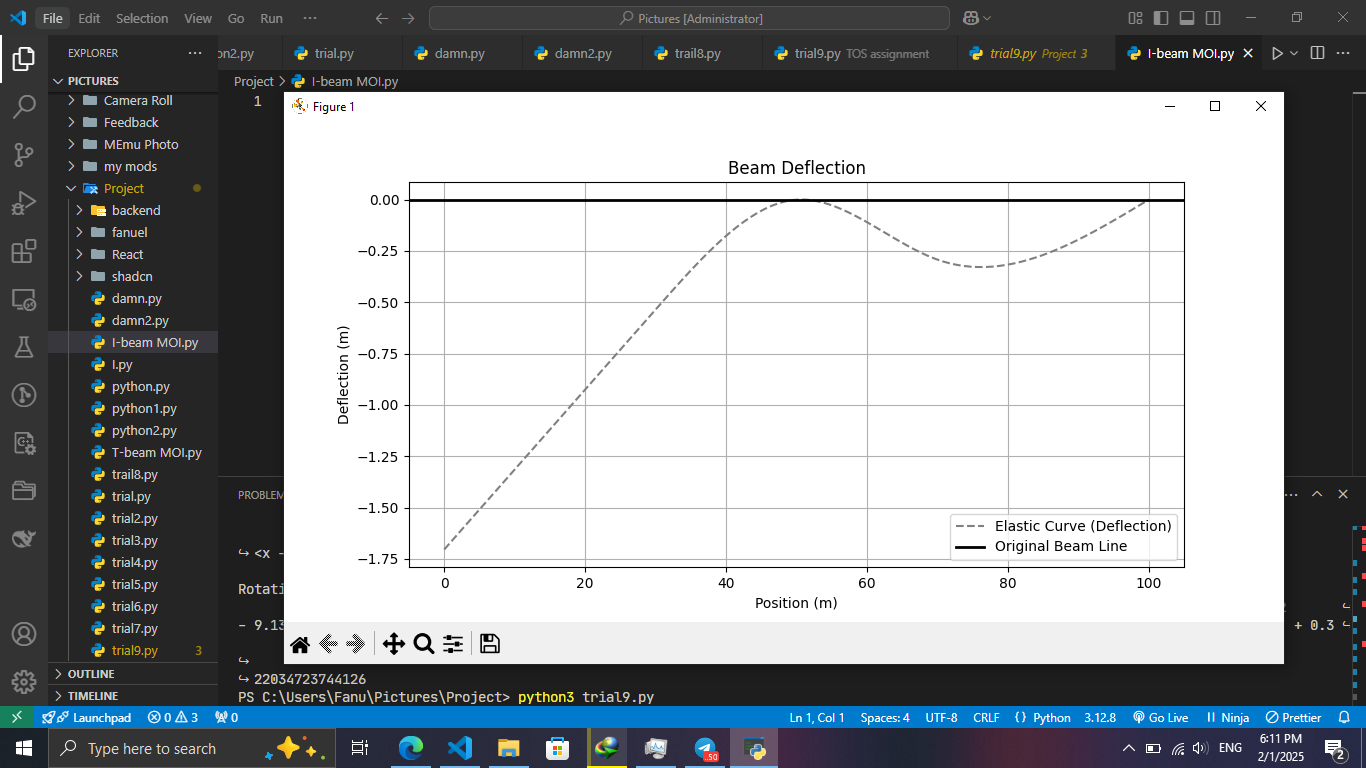 File Edit Selection View Go Run ··· Pictures [Administrator]
EXPLORER ···
on2.py trial.py damn.py damn2.py trail8.py trial9.py TOS assignment trial9.py Project 3 I-beam MOI.py
PICTURES
Project > I-beam MOI.py
1
Camera Roll
Feedback
MEmu Photo
my mods
Project
backend
fanuel
React
shadcn
damn.py
damn2.py
I-beam MOI.py
I.py
python.py
python1.py
python2.py
T-beam MOI.py
trail8.py
trial.py
trial2.py
trial3.py
trial4.py
trial5.py
trial6.py
trial7.py
trial9.py 3
OUTLINE
TIMELINE
Figure 1
Beam Deflection
Deflection (m)
0.00
−0.25
−0.50
−0.75
−1.00
−1.25
−1.50
−1.75
Elastic Curve (Deflection)
Original Beam Line
0 20 40 60 80 100
Position (m)
PROBLEM
<x -
Rotati
- 9.13 + 0.3
22034723744126
PS C:\Users\Fanu\Pictures\Project> python3 trial9.py
Launchpad 0 3 0 Ln 1, Col 1 Spaces: 4 UTF-8 CRLF Python 3.12.8 Go Live Ninja Prettier
Type here to search
.50
ENG
6:11 PM
2/1/2025
2